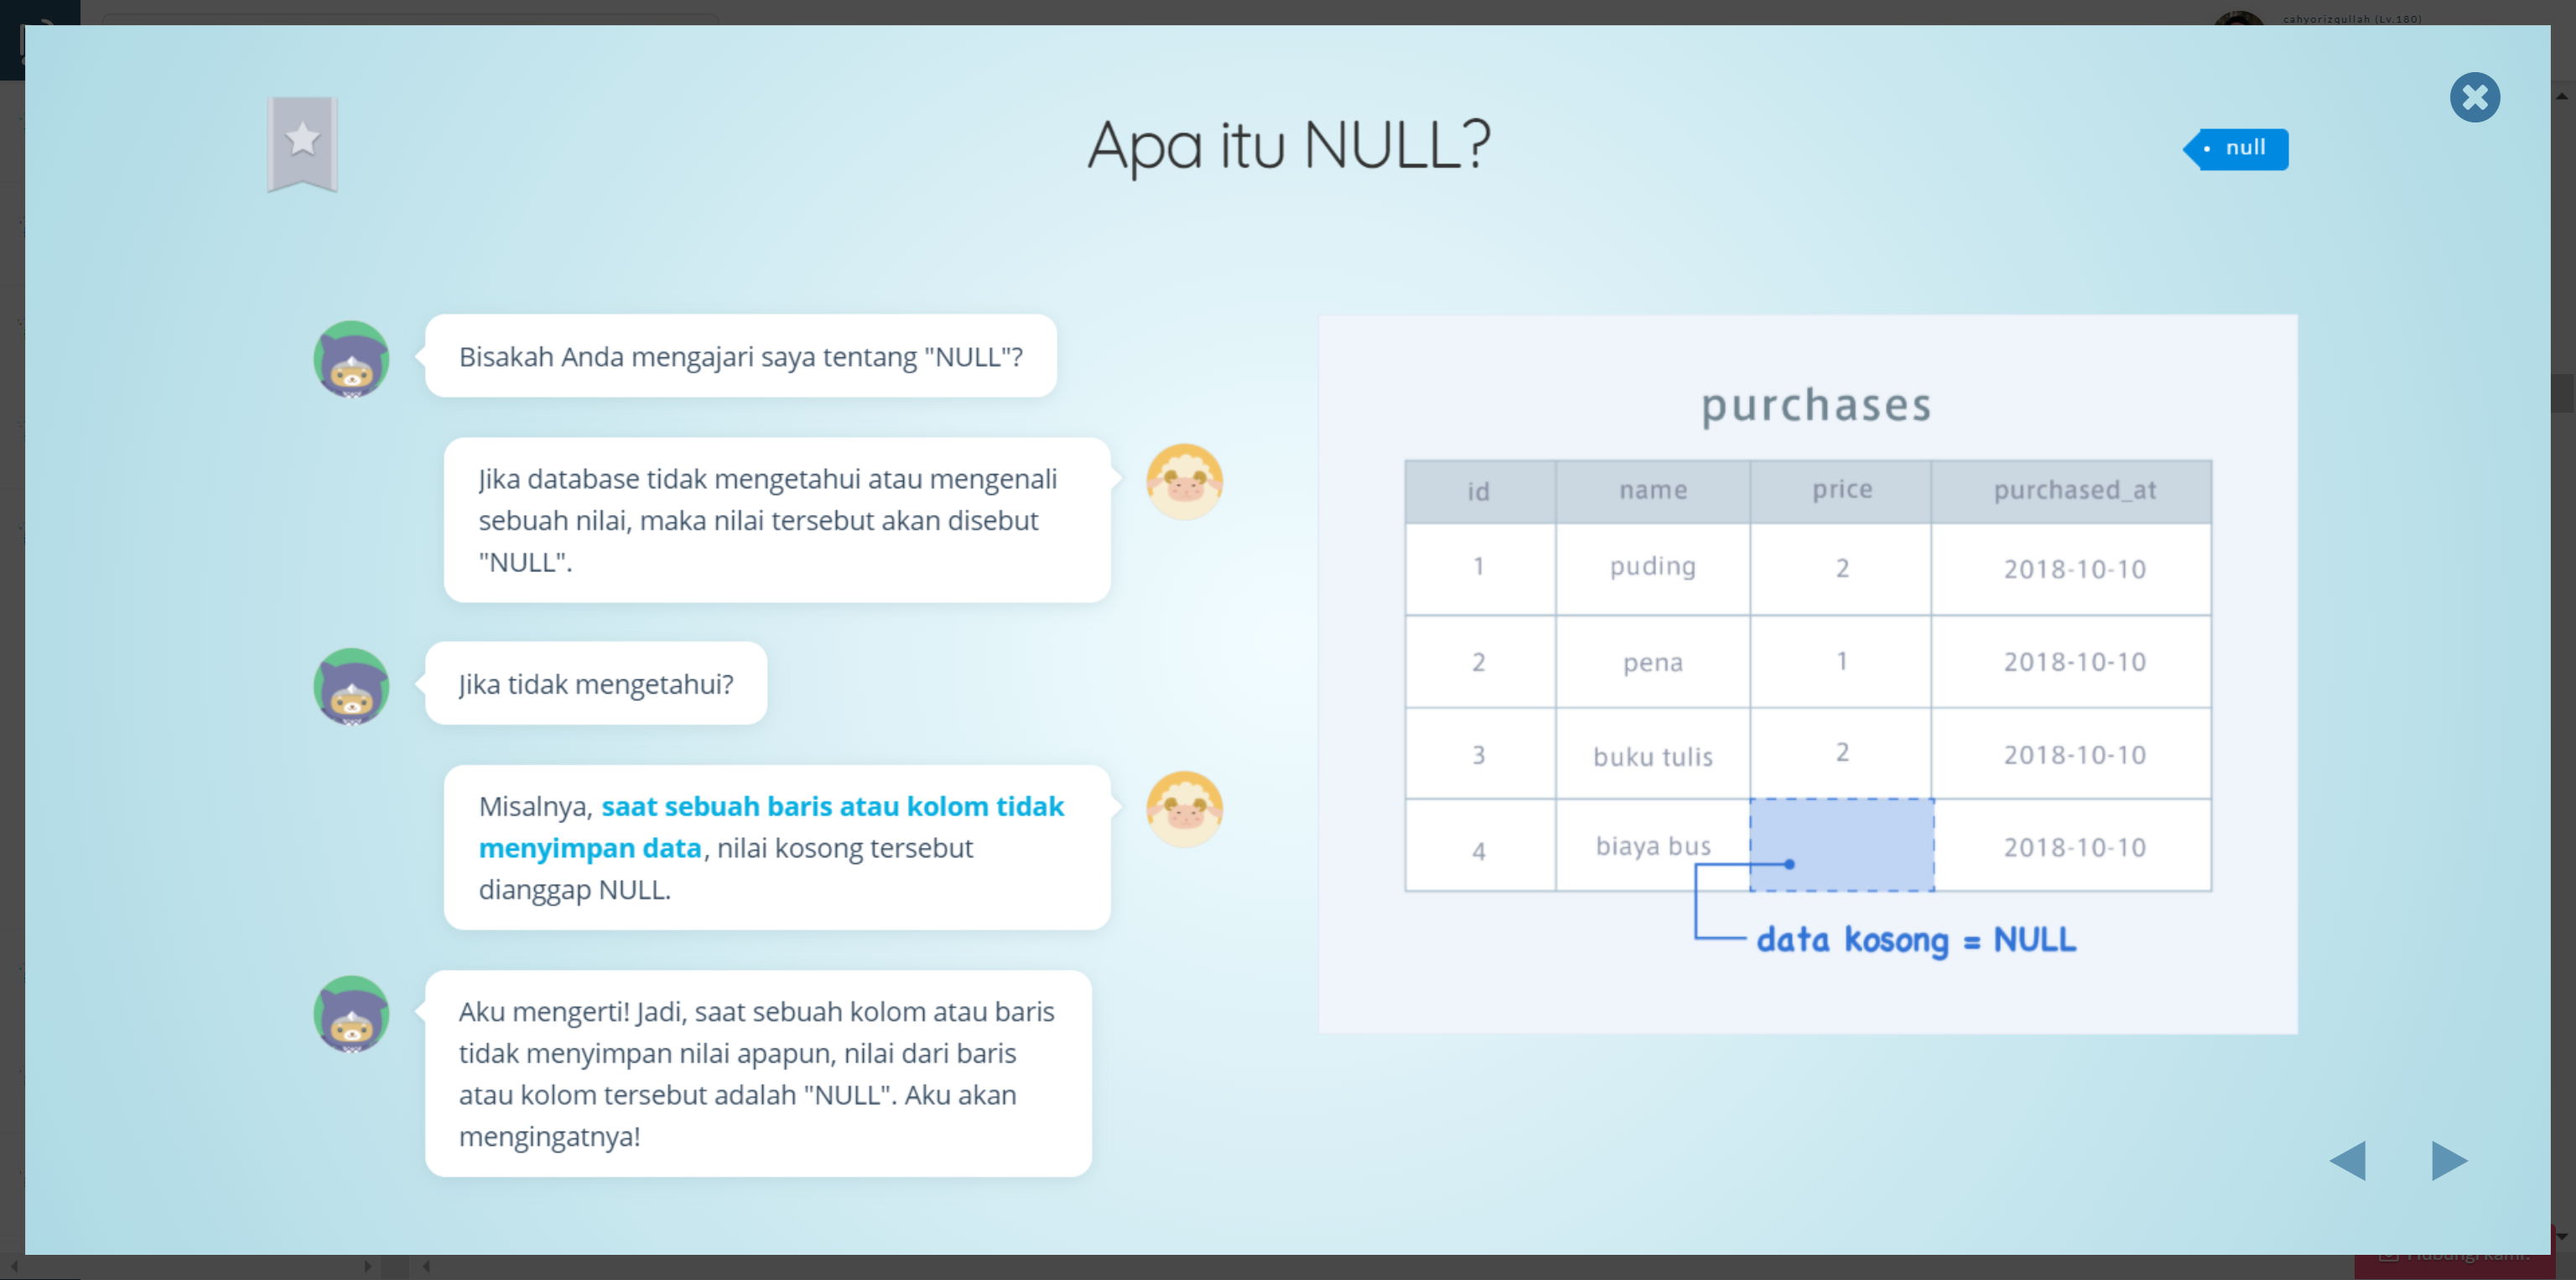 cahyorizqullah (Lv.180)
Apa itu NULL?
• null
Bisakah Anda mengajari saya tentang "NULL"?
Jika database tidak mengetahui atau mengenali
sebuah nilai, maka nilai tersebut akan disebut
"NULL".
Jika tidak mengetahui?
Misalnya, saat sebuah baris atau kolom tidak
menyimpan data, nilai kosong tersebut
dianggap NULL.
Aku mengerti! Jadi, saat sebuah kolom atau baris
tidak menyimpan nilai apapun, nilai dari baris
atau kolom tersebut adalah "NULL". Aku akan
mengingatnya!
purchases
id name price purchased_at
1 puding 2 2018-10-10
2 pena 1 2018-10-10
3 buku tulis 2 2018-10-10
4 biaya bus 2018-10-10
data kosong = NULL